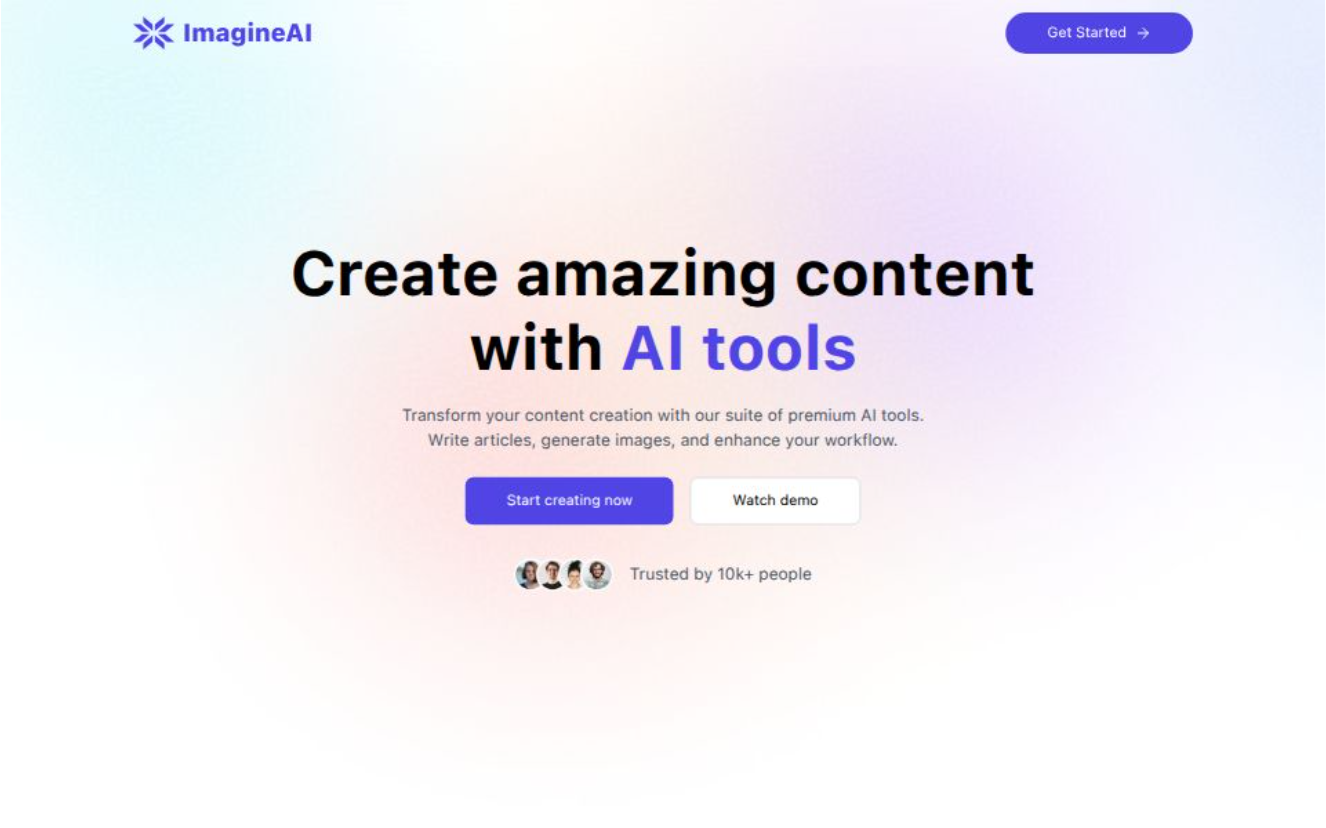 ImagineAI
Get Started
Create amazing content
with AI tools
Transform your content creation with our suite of premium AI tools.
Write articles, generate images, and enhance your workflow.
Start creating now
Watch demo
Trusted by 10k+ people